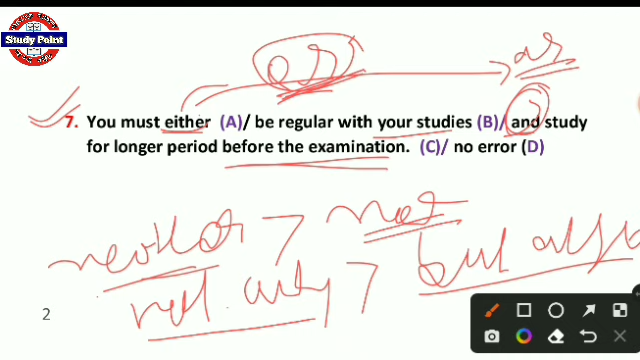 Study Point
or
or
7. You must either (A)/ be regular with your studies (B)/ and study
for longer period before the examination. (C)/ no error (D)
neither > nor
not only > but also
2